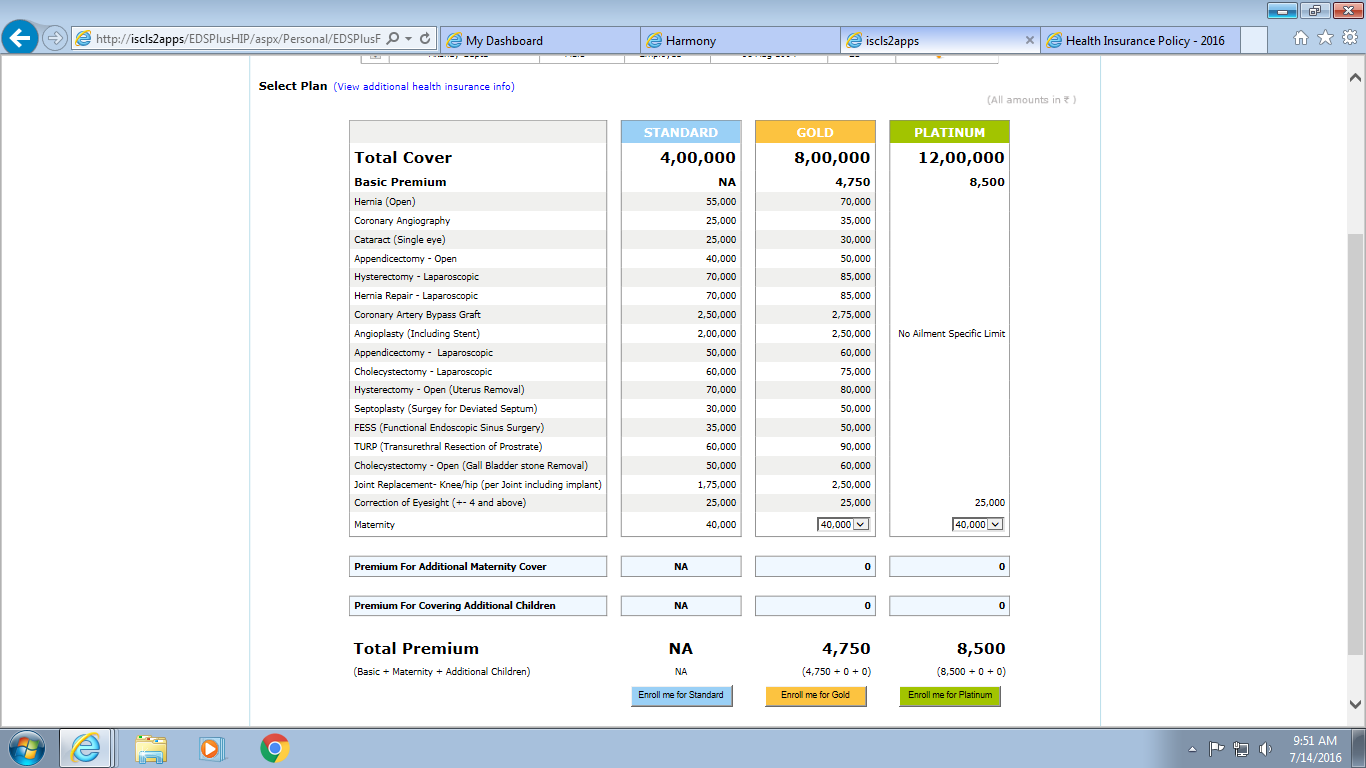 http://iscls2apps/EDSPlusHIP/aspx/Personal/EDSPlusF
My Dashboard
Harmony
iscls2apps
Health Insurance Policy - 2016
Select Plan (View additional health insurance info)
(All amounts in ₹ )
STANDARD GOLD PLATINUM
Total Cover 4,00,000 8,00,000 12,00,000
Basic Premium NA 4,750 8,500
Hernia (Open) 55,000 70,000
Coronary Angiography 25,000 35,000
Cataract (Single eye) 25,000 30,000
Appendicectomy - Open 40,000 50,000
Hysterectomy - Laparoscopic 70,000 85,000
Hernia Repair - Laparoscopic 70,000 85,000
Coronary Artery Bypass Graft 2,50,000 2,75,000
Angioplasty (Including Stent) 2,00,000 2,50,000 No Ailment Specific Limit
Appendicectomy - Laparoscopic 50,000 60,000
Cholecystectomy - Laparoscopic 60,000 75,000
Hysterectomy - Open (Uterus Removal) 70,000 80,000
Septoplasty (Surgey for Deviated Septum) 30,000 50,000
FESS (Functional Endoscopic Sinus Surgery) 35,000 50,000
TURP (Transurethral Resection of Prostrate) 60,000 90,000
Cholecystectomy - Open (Gall Bladder stone Removal) 50,000 60,000
Joint Replacement- Knee/hip (per Joint including implant) 1,75,000 2,50,000
Correction of Eyesight (+- 4 and above) 25,000 25,000 25,000
Maternity 40,000 40,000 40,000
Premium For Additional Maternity Cover NA 0 0
Premium For Covering Additional Children NA 0 0
Total Premium NA 4,750 8,500
(Basic + Maternity + Additional Children) NA (4,750 + 0 + 0) (8,500 + 0 + 0)
Enroll me for Standard Enroll me for Gold Enroll me for Platinum
9:51 AM
7/14/2016